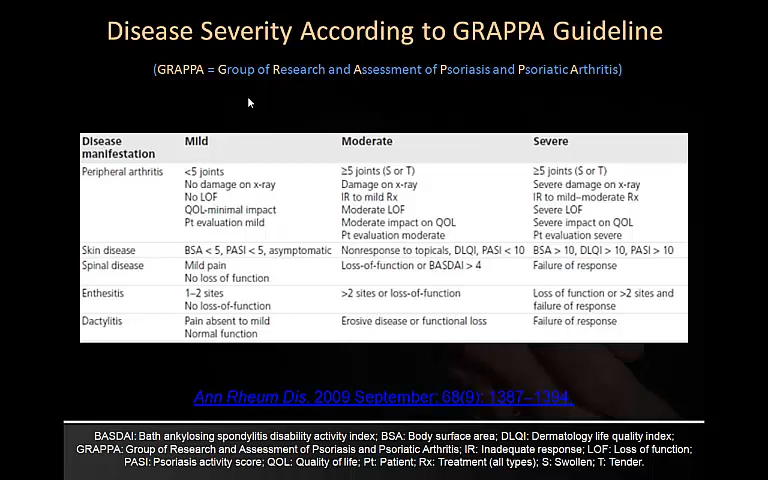 Disease Severity According to GRAPPA Guideline
(GRAPPA = Group of Research and Assessment of Psoriasis and Psoriatic Arthritis)
Disease manifestation Mild Moderate Severe
Peripheral arthritis <5 joints ≥5 joints (S or T) ≥5 joints (S or T)
No damage on x-ray Damage on x-ray Severe damage on x-ray
No LOF IR to mild Rx IR to mild–moderate Rx
QOL-minimal impact Moderate LOF Severe LOF
Pt evaluation mild Moderate impact on QOL Severe impact on QOL
Pt evaluation moderate Pt evaluation severe
Skin disease BSA < 5, PASI < 5, asymptomatic Nonresponse to topicals, DLQI, PASI < 10 BSA > 10, DLQI > 10, PASI > 10
Spinal disease Mild pain Loss-of-function or BASDAI > 4 Failure of response
No loss of function
Enthesitis 1–2 sites >2 sites or loss-of-function Loss of function or >2 sites and
No loss-of-function failure of response
Dactylitis Pain absent to mild Erosive disease or functional loss Failure of response
Normal function
Ann Rheum Dis. 2009 September; 68(9): 1387–1394.
BASDAI: Bath ankylosing spondylitis disability activity index; BSA: Body surface area; DLQI: Dermatology life quality index;
GRAPPA: Group of Research and Assessment of Psoriasis and Psoriatic Arthritis; IR: Inadequate response; LOF: Loss of function;
PASI: Psoriasis activity score; QOL: Quality of life; Pt: Patient; Rx: Treatment (all types); S: Swollen; T: Tender.